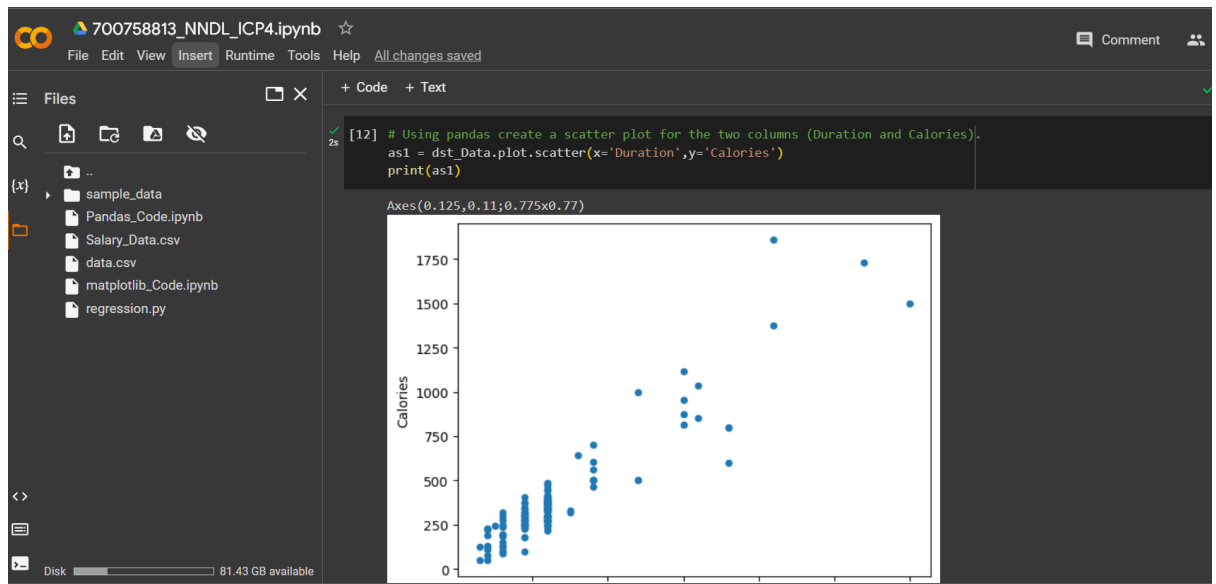 700758813_NNDL_ICP4.ipynb
File Edit View Insert Runtime Tools Help All changes saved
Comment
Files
+ Code + Text
{x}
..
sample_data
Pandas_Code.ipynb
Salary_Data.csv
data.csv
matplotlib_Code.ipynb
regression.py
<>
Disk 81.43 GB available
2s
[12] # Using pandas create a scatter plot for the two columns (Duration and Calories).
as1 = dst_Data.plot.scatter(x='Duration',y='Calories')
print(as1)
Axes(0.125,0.11;0.775x0.77)
1750
1500
1250
1000
750
500
250
0
Calories